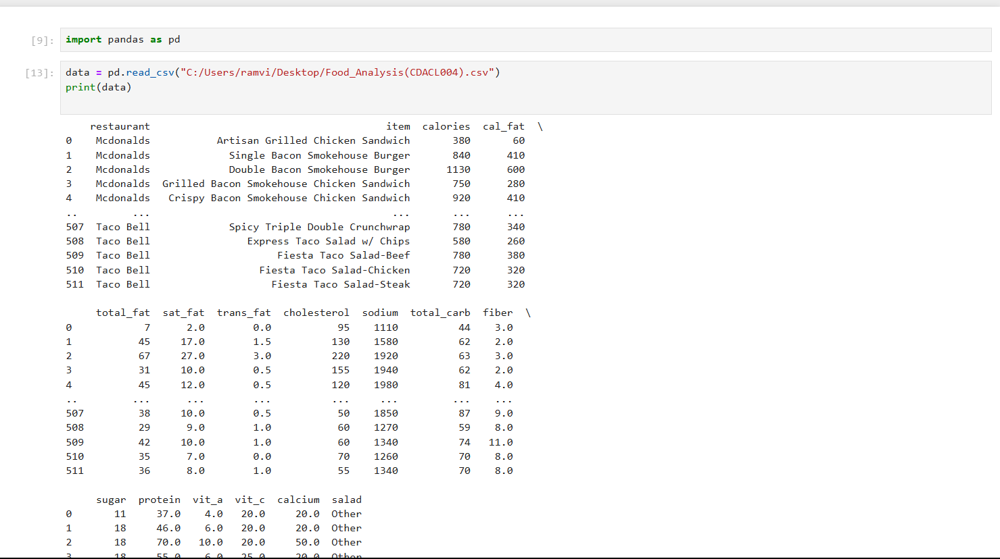 [9]: import pandas as pd
[13]: data = pd.read_csv("C:/Users/ramvi/Desktop/Food_Analysis(CDACL004).csv")
print(data)
restaurant item calories cal_fat \
0 Mcdonalds Artisan Grilled Chicken Sandwich 380 60
1 Mcdonalds Single Bacon Smokehouse Burger 840 410
2 Mcdonalds Double Bacon Smokehouse Burger 1130 600
3 Mcdonalds Grilled Bacon Smokehouse Chicken Sandwich 750 280
4 Mcdonalds Crispy Bacon Smokehouse Chicken Sandwich 920 410
.. ... ... ... ...
507 Taco Bell Spicy Triple Double Crunchwrap 780 340
508 Taco Bell Express Taco Salad w/ Chips 580 260
509 Taco Bell Fiesta Taco Salad-Beef 780 380
510 Taco Bell Fiesta Taco Salad-Chicken 720 320
511 Taco Bell Fiesta Taco Salad-Steak 720 320
total_fat sat_fat trans_fat cholesterol sodium total_carb fiber \
0 7 2.0 0.0 95 1110 44 3.0
1 45 17.0 1.5 130 1580 62 2.0
2 67 27.0 3.0 220 1920 63 3.0
3 31 10.0 0.5 155 1940 62 2.0
4 45 12.0 0.5 120 1980 81 4.0
.. ... ... ... ... ... ... ...
507 38 10.0 0.5 50 1850 87 9.0
508 29 9.0 1.0 60 1270 59 8.0
509 42 10.0 1.0 60 1340 74 11.0
510 35 7.0 0.0 70 1260 70 8.0
511 36 8.0 1.0 55 1340 70 8.0
sugar protein vit_a vit_c calcium salad
0 11 37.0 4.0 20.0 20.0 Other
1 18 46.0 6.0 20.0 20.0 Other
2 18 70.0 10.0 20.0 50.0 Other
3 18 55.0 6.0 25.0 20.0 Other